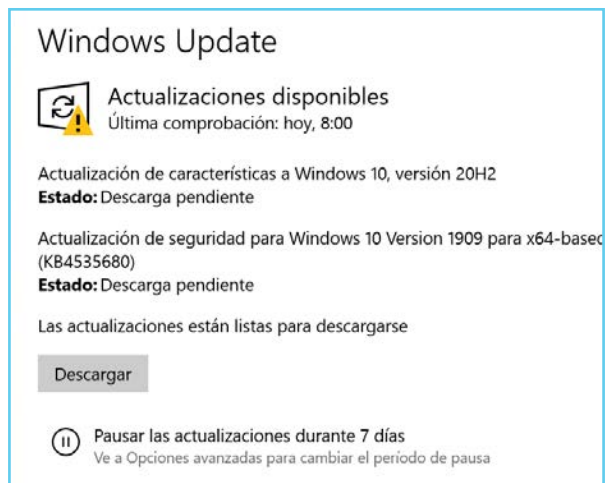 Windows Update
Actualizaciones disponibles
Última comprobación: hoy, 8:00
Actualización de características a Windows 10, versión 20H2
Estado: Descarga pendiente
Actualización de seguridad para Windows 10 Version 1909 para x64-based
(KB4535680)
Estado: Descarga pendiente
Las actualizaciones están listas para descargarse
Descargar
Pausar las actualizaciones durante 7 días
Ve a Opciones avanzadas para cambiar el período de pausa